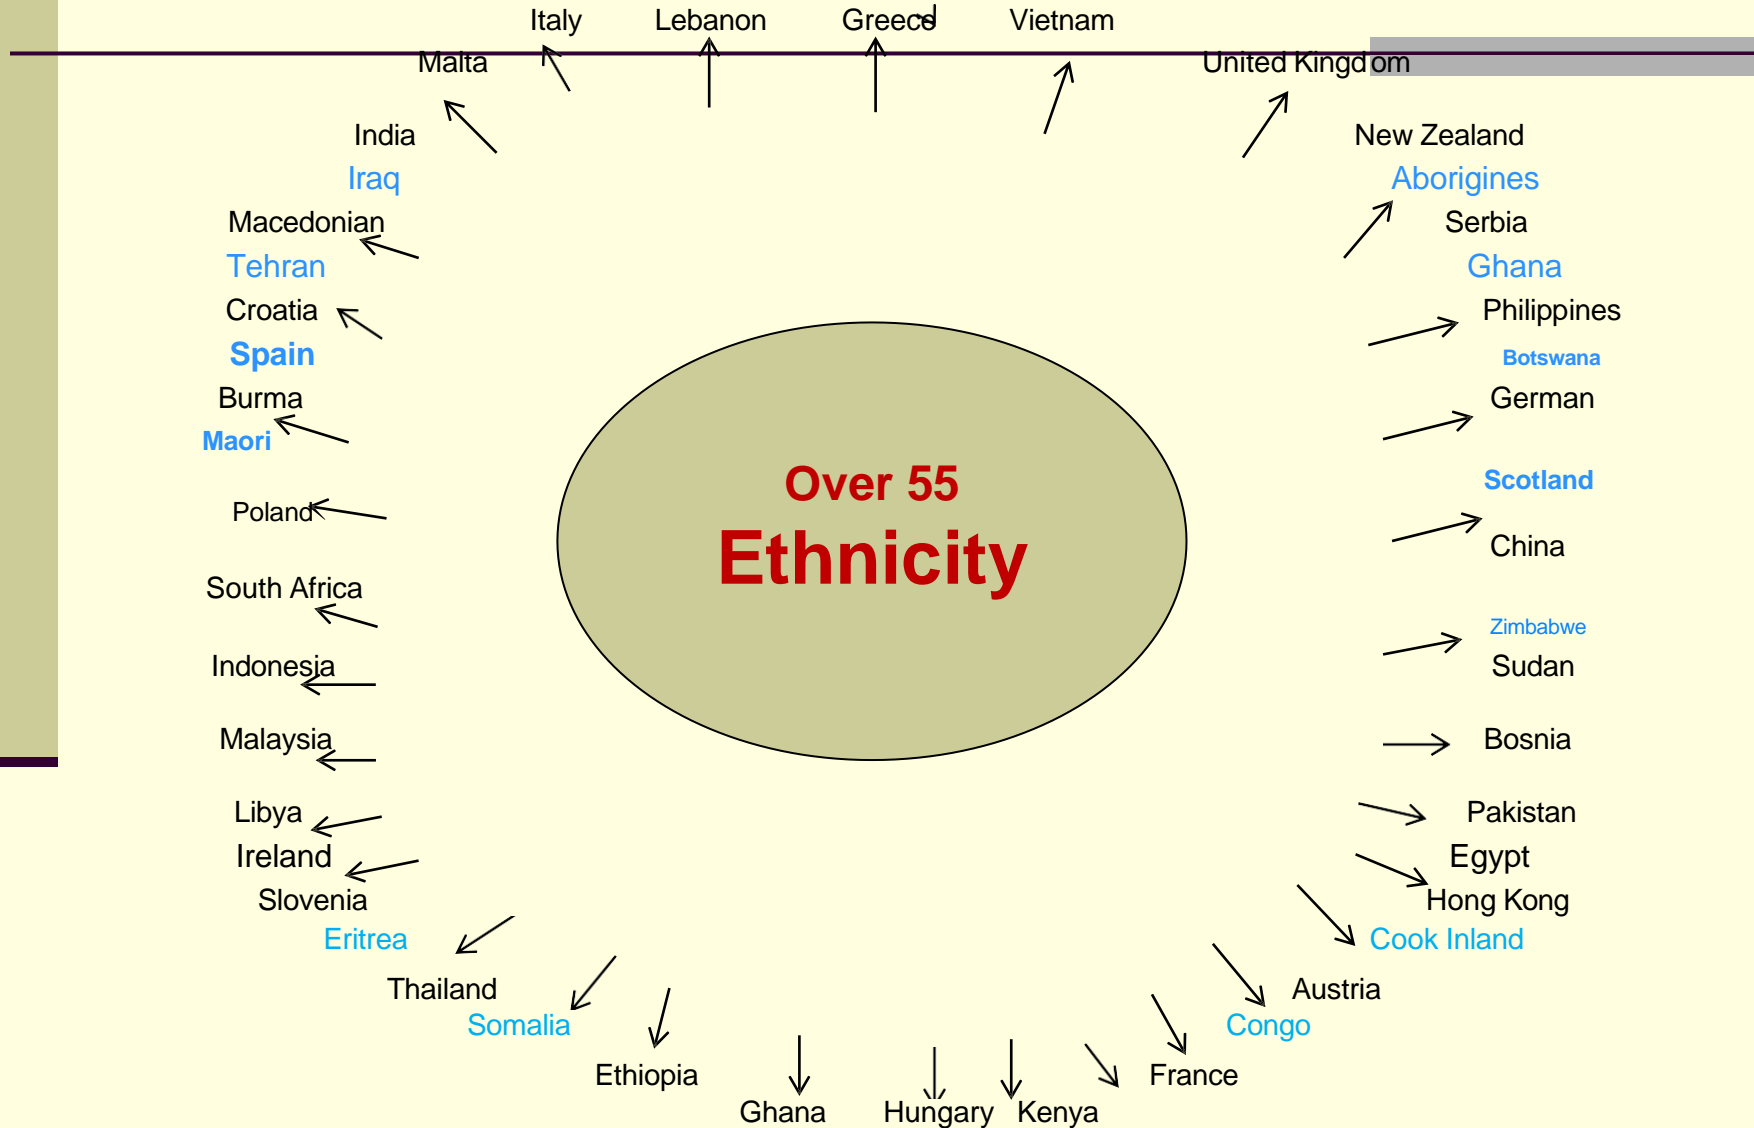 Italy Lebanon Greece Vietnam
Malta United Kingdom
India New Zealand
Iraq Aborigines
Macedonian Serbia
Tehran Ghana
Croatia Philippines
Spain Botswana
Burma German
Maori
Scotland
Over 55
Poland
Ethnicity
China
South Africa
Zimbabwe
Indonesia Sudan
Malaysia Bosnia
Libya Pakistan
Ireland Egypt
Slovenia Hong Kong
Eritrea Cook Inland
Thailand Austria
Somalia Congo
Ethiopia France
Ghana Hungary Kenya